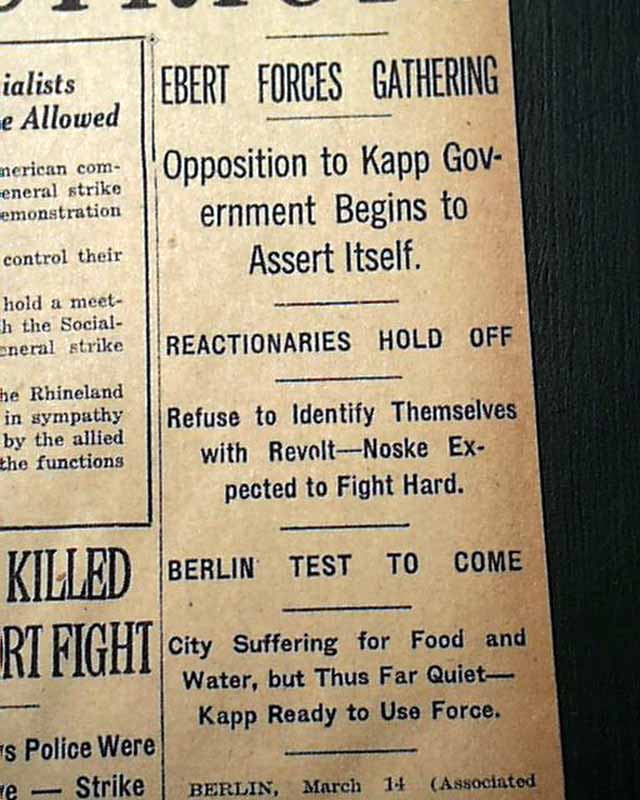 ialists
e Allowed
merican com-
eneral strike
emonstration
control their
hold a meet-
h the Social-
eneral strike
he Rhineland
in sympathy
by the allied
the functions
KILLED
RT FIGHT
s Police Were
e — Strike
EBERT FORCES GATHERING
Opposition to Kapp Gov-
ernment Begins to
Assert Itself.
REACTIONARIES HOLD OFF
Refuse to Identify Themselves
with Revolt—Noske Ex-
pected to Fight Hard.
BERLIN TEST TO COME
City Suffering for Food and
Water, but Thus Far Quiet—
Kapp Ready to Use Force.
BERLIN, March 14 (Associated